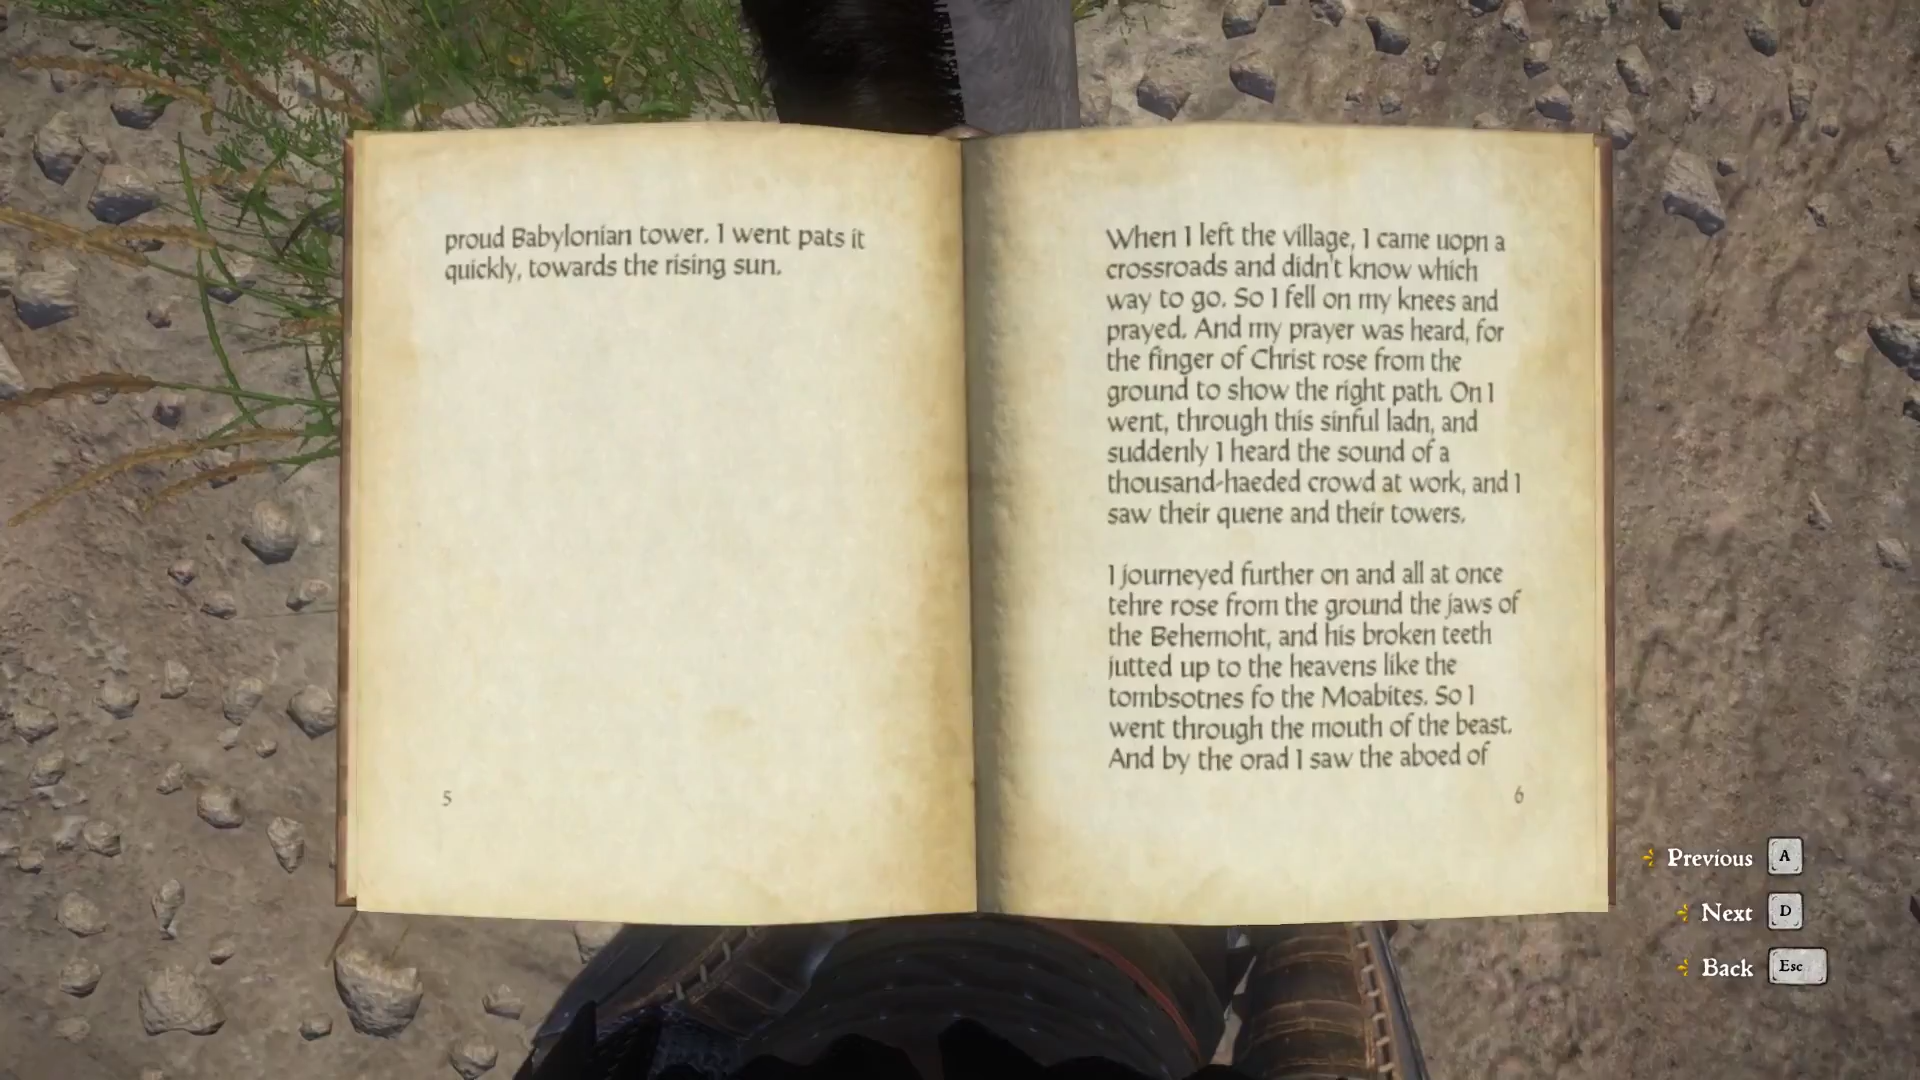 proud Babylonian tower. I went pats it
quickly, towards the rising sun.
5
When I left the village, I came uopn a
crossroads and didn't know which
way to go. So I fell on my knees and
prayed. And my prayer was heard, for
the finger of Christ rose from the
ground to show the right path. On I
went, through this sinful ladn, and
suddenly I heard the sound of a
thousand-haeded crowd at work, and I
saw their quene and their towers.
I journeyed further on and all at once
tehre rose from the ground the jaws of
the Behemoht, and his broken teeth
jutted up to the heavens like the
tombsotnes fo the Moabites. So I
went through the mouth of the beast.
And by the orad I saw the aboed of
6
Previous A
Next D
Back Esc